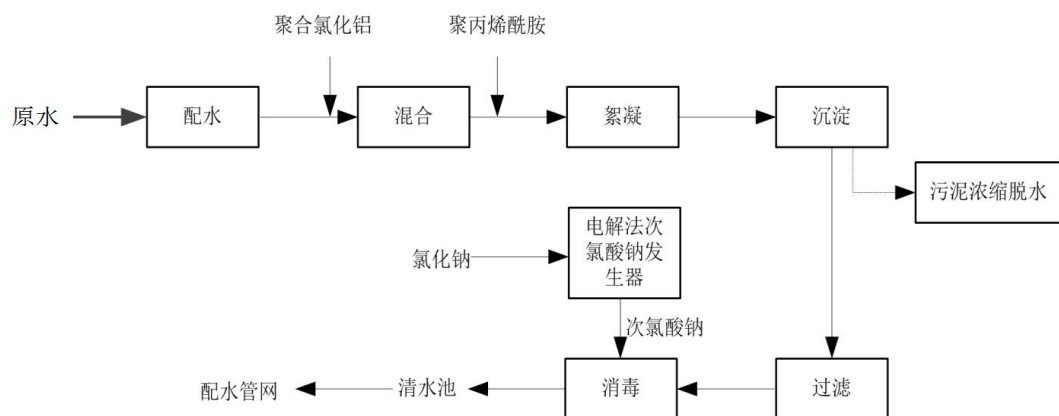 聚合氯化铝
聚丙烯酰胺
原水
配水
混合
絮凝
沉淀
污泥浓缩脱水
电解法次
氯酸钠发
生器
氯化钠
次氯酸钠
配水管网
清水池
消毒
过滤